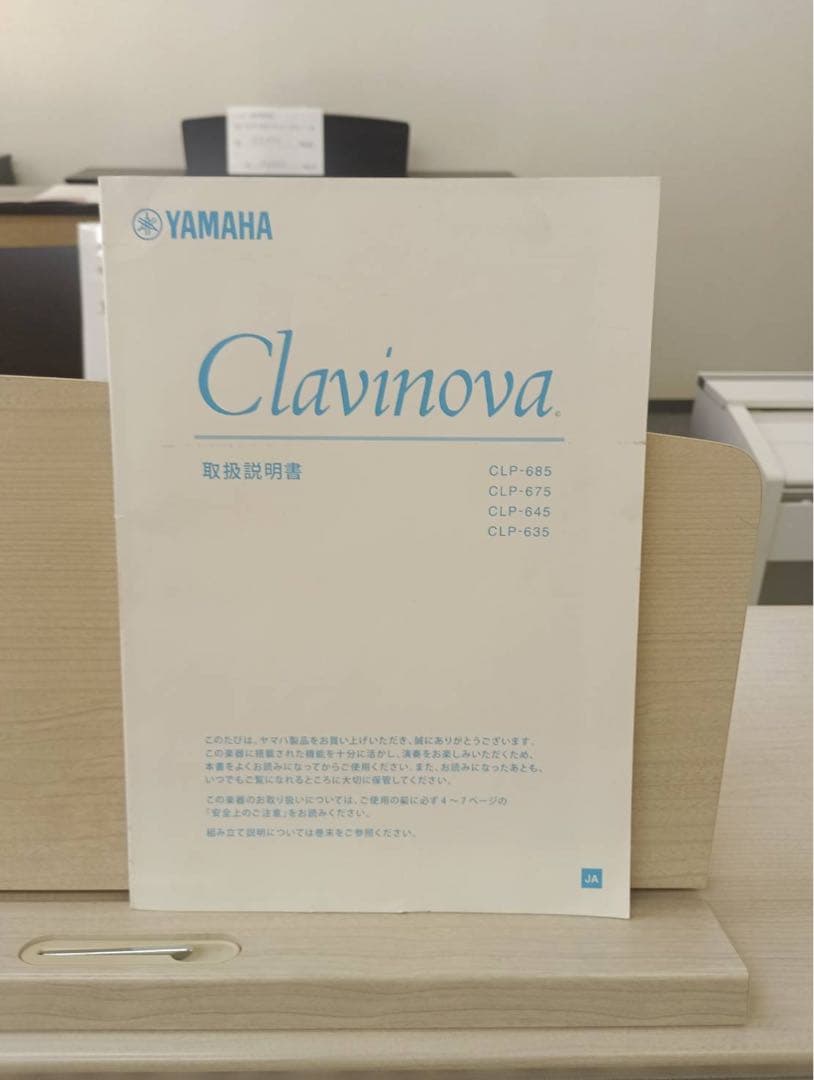 YAMAHA
Clavinova
取扱説明書
CLP-685
CLP-675
CLP-645
CLP-635
このたびは、ヤマハ製品をお買い上げいただき、誠にありがとうございます。
この楽器に搭載された機能を十分に活かし、演奏をお楽しみいただくため、
本書をよくお読みになってからご使用ください。また、お読みになったあとも、
いつでもご覧になれるところに大切に保管してください。
この楽器のお取り扱いについては、ご使用の前に必ず4～7ページの
「安全上のご注意」をお読みください。
組み立て説明については巻末をご参照ください。
JA